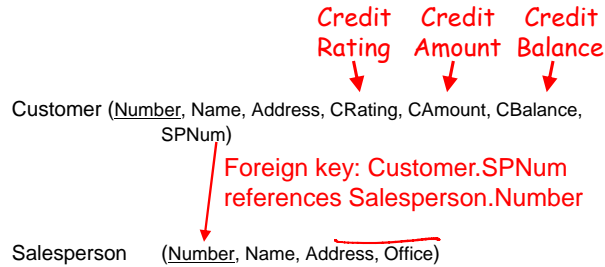 Credit Credit Credit
Rating Amount Balance
Customer (Number, Name, Address, CRating, CAmount, CBalance,
SPNum)
Foreign key: Customer.SPNum
references Salesperson.Number
Salesperson (Number, Name, Address, Office)